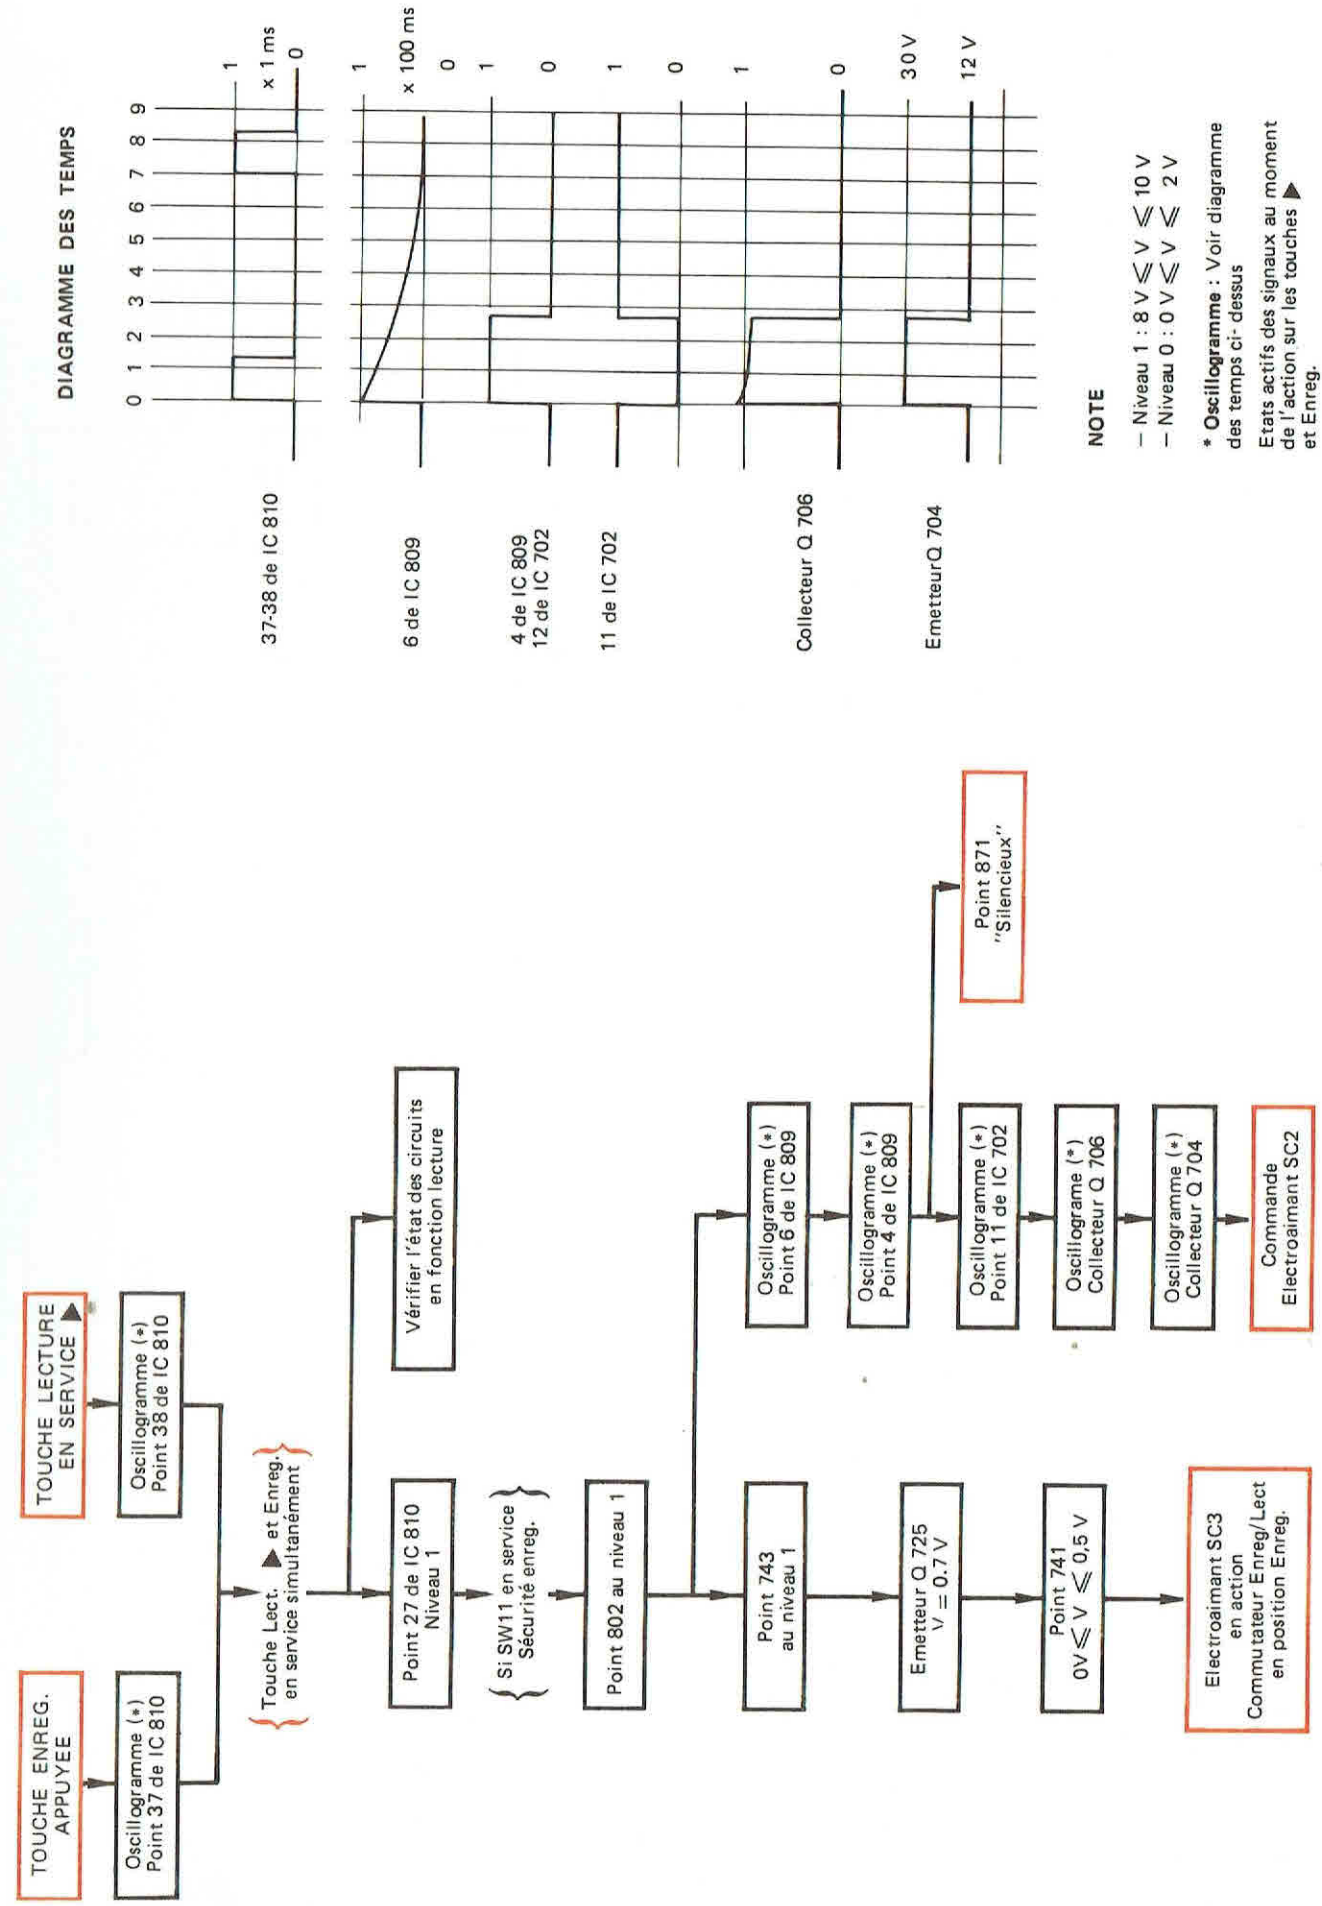 TOUCHE ENREG.
APPUYEE
Oscillogramme (*)
Point 37 de IC 810
TOUCHE LECTURE
EN SERVICE ▶
Oscillogramme (*)
Point 38 de IC 810
{ Touche Lect. ▶ et Enreg. }
en service simultanément
Point 27 de IC 810
Niveau 1
Vérifier l'état des circuits
en fonction lecture
{ Si SW11 en service }
Sécurité enreg.
Point 802 au niveau 1
Point 743
au niveau 1
Emetteur Q 725
V = 0.7 V
Point 741
0V ⩽ V ⩽ 0,5 V
Electroaimant SC3
en action
Commutateur Enreg/Lect
en position Enreg.
Oscillogramme (*)
Point 6 de IC 809
Oscillogramme (*)
Point 4 de IC 809
Oscillogramme (*)
Point 11 de IC 702
Oscillograme (*)
Collecteur Q 706
Oscillogramme (*)
Collecteur Q 704
Commande
Electroaimant SC2
Point 871
"Silencieux"
DIAGRAMME DES TEMPS
0 1 2 3 4 5 6 7 8 9
37-38 de IC 810
1
x 1 ms
0
6 de IC 809
1
x 100 ms
0
4 de IC 809
12 de IC 702
1
0
11 de IC 702
1
0
Collecteur Q 706
1
0
Emetteur Q 704
30 V
12 V
NOTE
– Niveau 1 : 8 V ⩽ V ⩽ 10 V
– Niveau 0 : 0 V ⩽ V ⩽ 2 V
* Oscillogramme : Voir diagramme
des temps ci- dessus
Etats actifs des signaux au moment
de l'action sur les touches ▶
et Enreg.